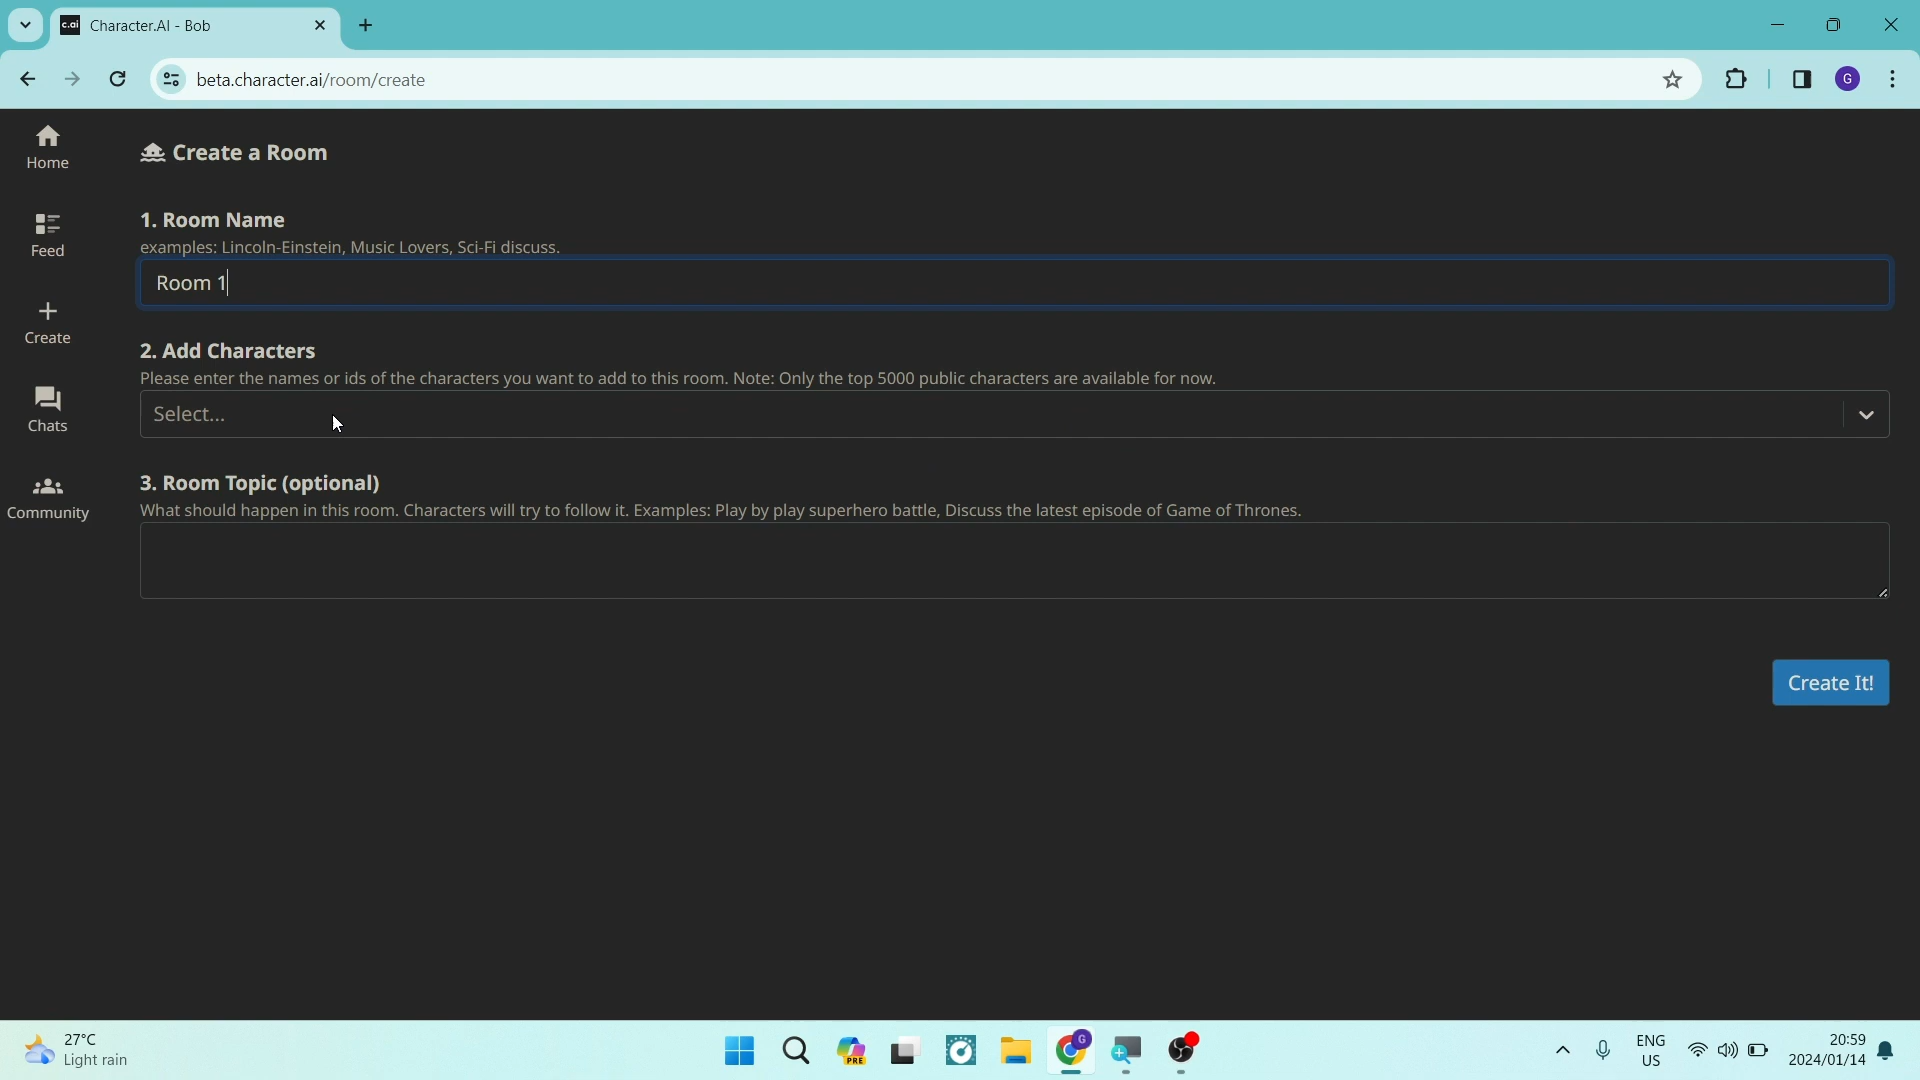 c.ai Character.AI - Bob
beta.character.ai/room/create
G
Home
Feed
Create
Chats
Community
Create a Room
1. Room Name
examples: Lincoln-Einstein, Music Lovers, Sci-Fi discuss.
Room 1
2. Add Characters
Please enter the names or ids of the characters you want to add to this room. Note: Only the top 5000 public characters are available for now.
Select...
3. Room Topic (optional)
What should happen in this room. Characters will try to follow it. Examples: Play by play superhero battle, Discuss the latest episode of Game of Thrones.
Create It!
27°C
Light rain
PRE
G
ENG
US
20:59
2024/01/14